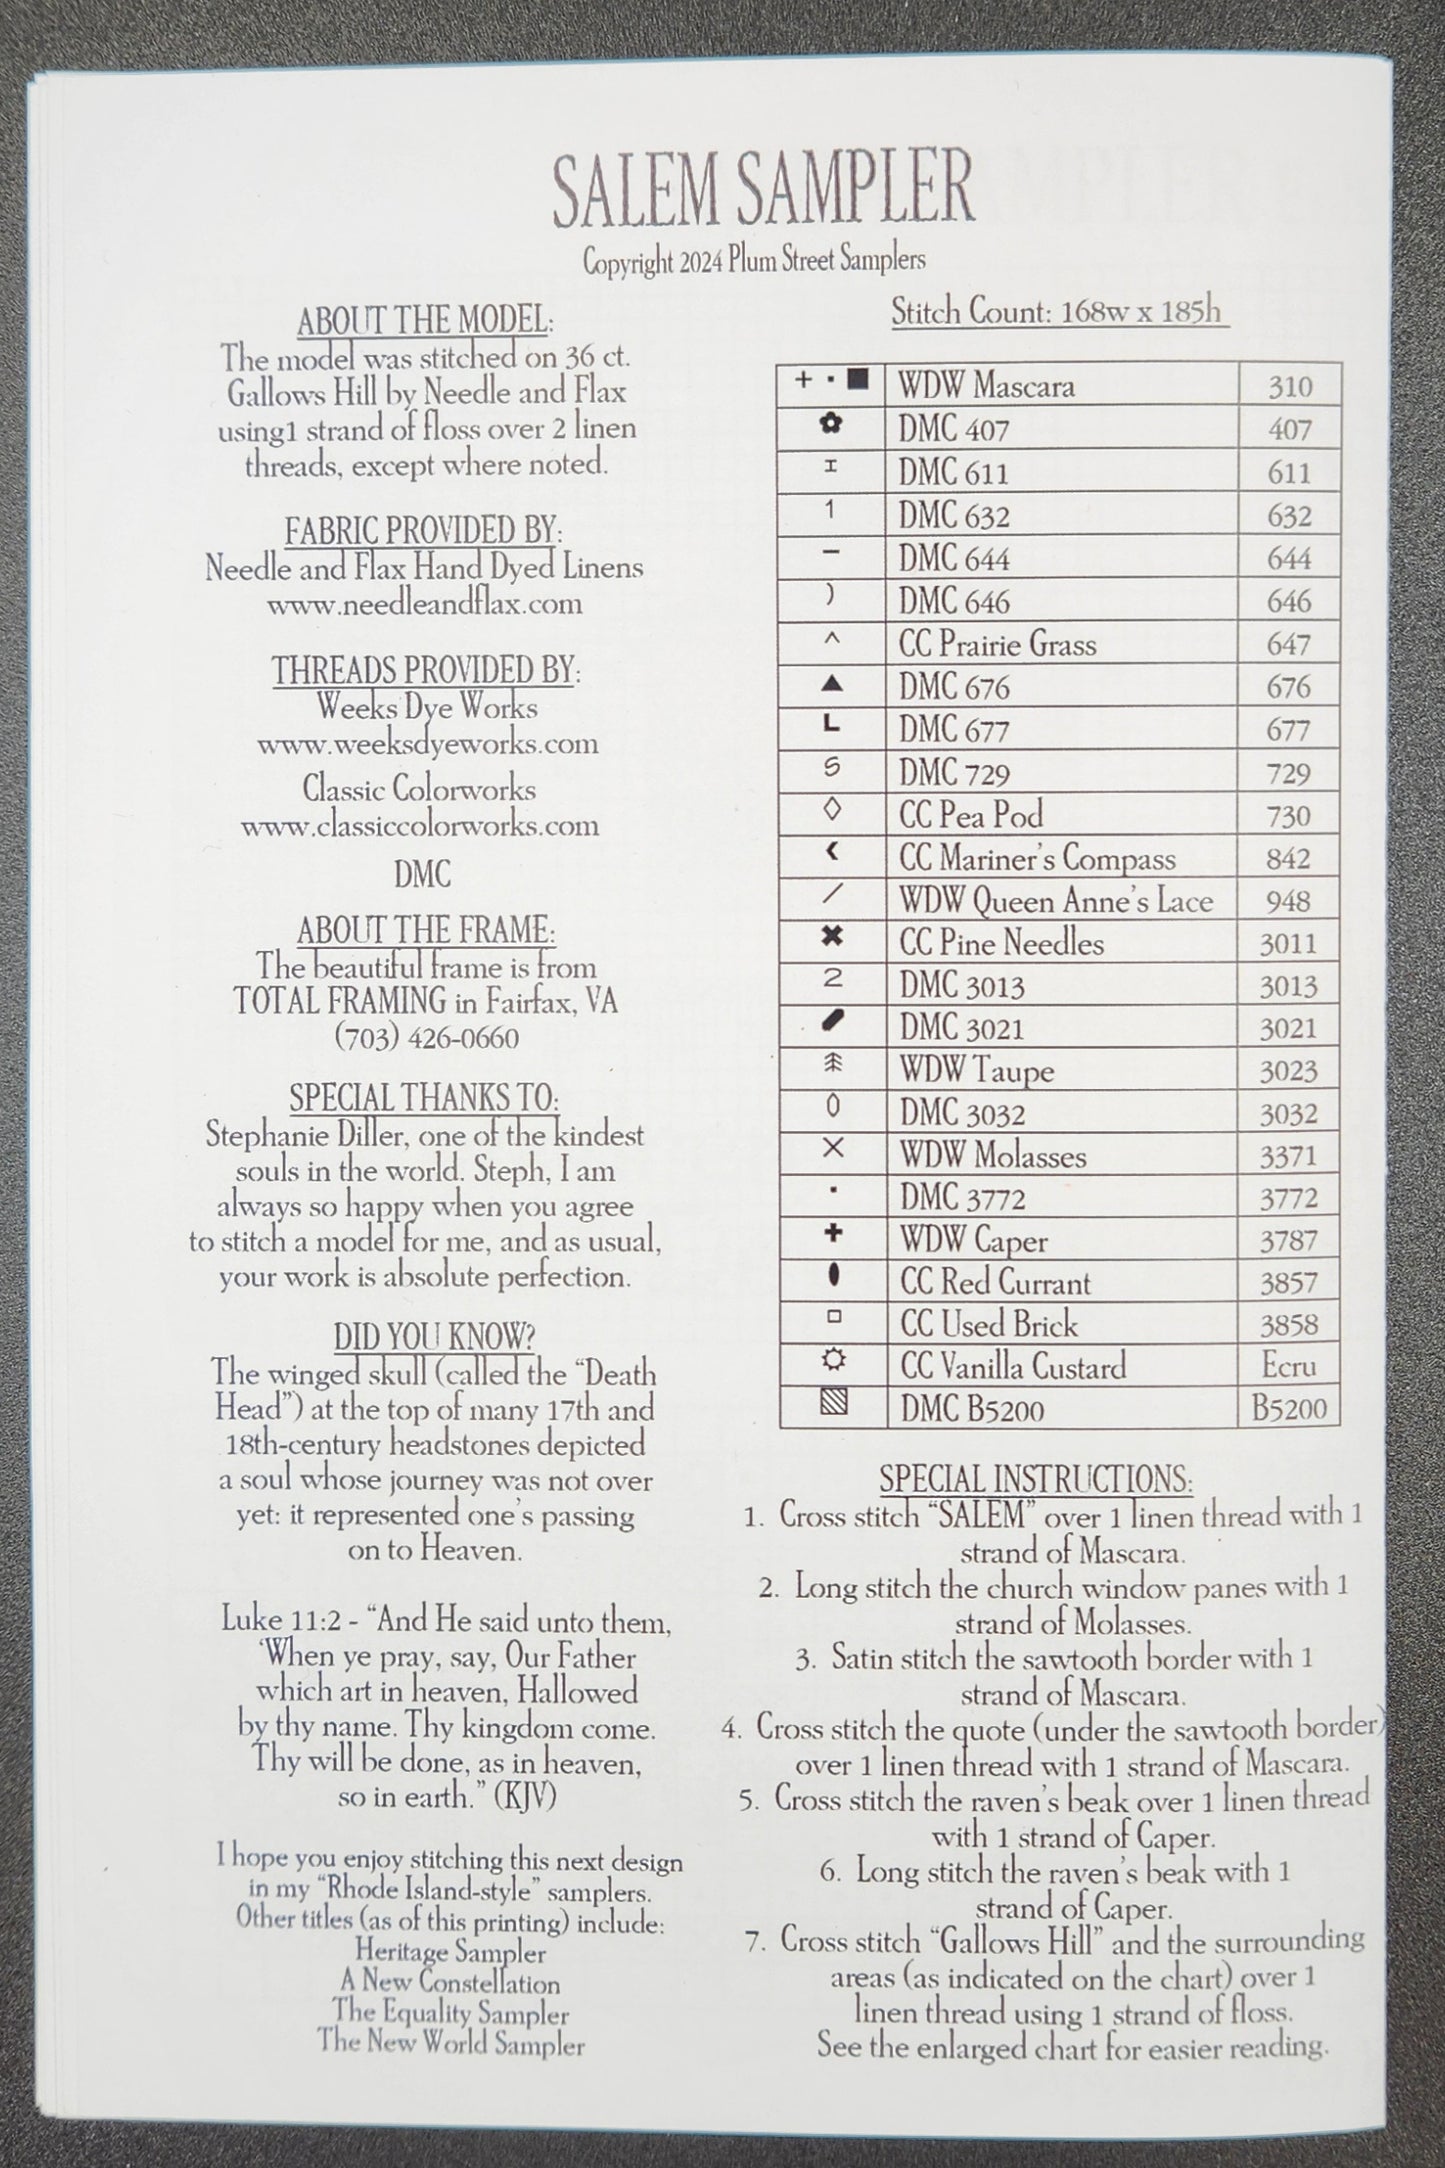 SALEM SAMPLER
Copyright 2024 Plum Street Samplers
ABOUT THE MODEL:
The model was stitched on 36 ct.
Gallows Hill by Needle and Flax
using1 strand of floss over 2 linen
threads, except where noted.
FABRIC PROVIDED BY:
Needle and Flax Hand Dyed Linens
www.needleandflax.com
THREADS PROVIDED BY:
Weeks Dye Works
www.weeksdyeworks.com
Classic Colorworks
www.classiccolorworks.com
DMC
ABOUT THE FRAME:
The beautiful frame is from
TOTAL FRAMING in Fairfax, VA
(703) 426-0660
SPECIAL THANKS TO:
Stephanie Diller, one of the kindest
souls in the world. Steph, I am
always so happy when you agree
to stitch a model for me, and as usual,
your work is absolute perfection.
DID YOU KNOW?
The winged skull (called the “Death
Head”) at the top of many 17th and
18th-century headstones depicted
a soul whose journey was not over
yet: it represented one's passing
on to Heaven.
Luke 11:2 - “And He said unto them,
‘When ye pray, say, Our Father
which art in heaven, Hallowed
by thy name. Thy kingdom come.
Thy will be done, as in heaven,
so in earth.” (KJV)
I hope you enjoy stitching this next design
in my “Rhode Island-style” samplers.
Other titles (as of this printing) include:
Heritage Sampler
A New Constellation
The Equality Sampler
The New World Sampler
Stitch Count: 168w x 185h
+ · ■ WDW Mascara 310
✿ DMC 407 407
I DMC 611 611
1 DMC 632 632
– DMC 644 644
) DMC 646 646
^ CC Prairie Grass 647
▲ DMC 676 676
L DMC 677 677
S DMC 729 729
◇ CC Pea Pod 730
‹ CC Mariner's Compass 842
/ WDW Queen Anne's Lace 948
✖ CC Pine Needles 3011
2 DMC 3013 3013
DMC 3021 3021
WDW Taupe 3023
0 DMC 3032 3032
× WDW Molasses 3371
· DMC 3772 3772
✚ WDW Caper 3787
⬮ CC Red Currant 3857
□ CC Used Brick 3858
CC Vanilla Custard Ecru
▧ DMC B5200 B5200
SPECIAL INSTRUCTIONS:
1. Cross stitch “SALEM” over 1 linen thread with 1
strand of Mascara.
2. Long stitch the church window panes with 1
strand of Molasses.
3. Satin stitch the sawtooth border with 1
strand of Mascara.
4. Cross stitch the quote (under the sawtooth border)
over 1 linen thread with 1 strand of Mascara.
5. Cross stitch the raven's beak over 1 linen thread
with 1 strand of Caper.
6. Long stitch the raven's beak with 1
strand of Caper.
7. Cross stitch “Gallows Hill” and the surrounding
areas (as indicated on the chart) over 1
linen thread using 1 strand of floss.
See the enlarged chart for easier reading.